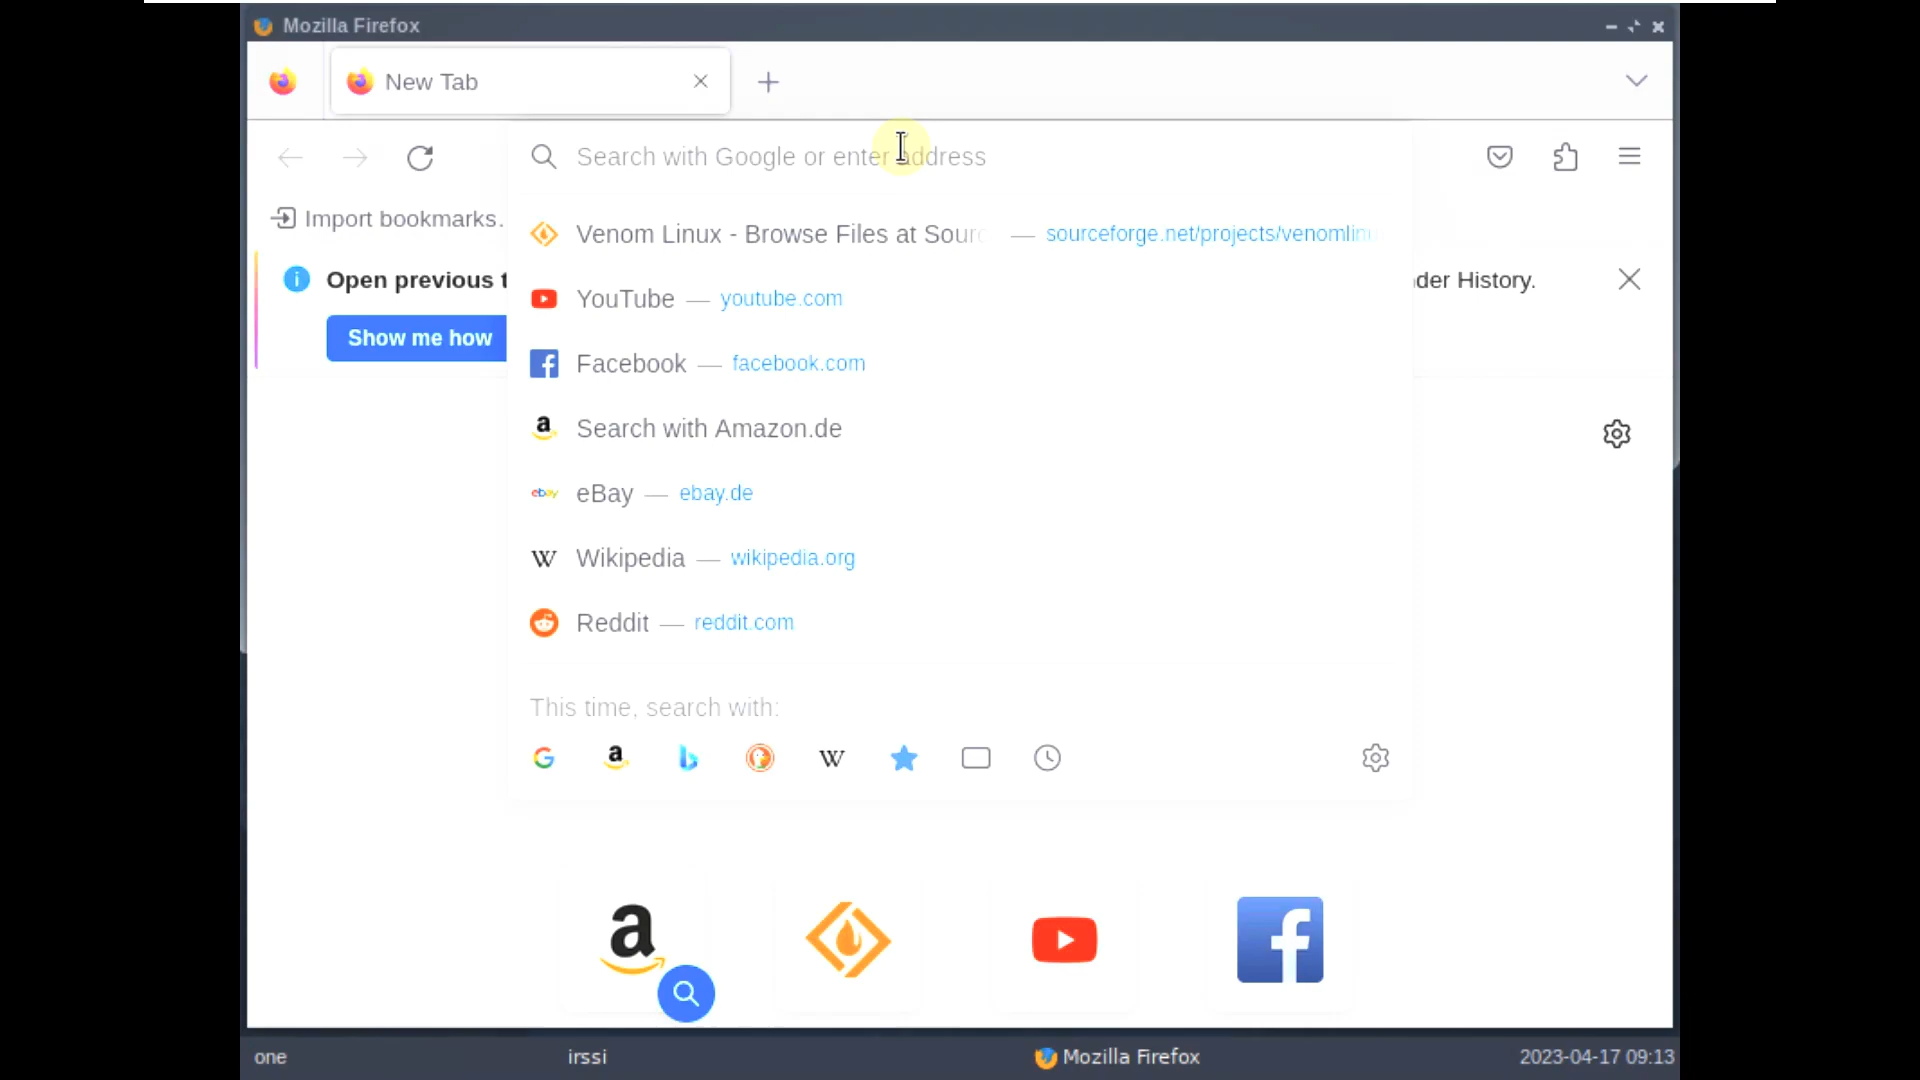 Mozilla Firefox
New Tab
Search with Google or enter address
Import bookmarks.
Venom Linux - Browse Files at Sour — sourceforge.net/projects/venomlin
Open previous
der History.
YouTube — youtube.com
Show me how
Facebook — facebook.com
a Search with Amazon.de
ebay eBay — ebay.de
W Wikipedia — wikipedia.org
Reddit — reddit.com
This time, search with:
G a b W
a f
one irssi Mozilla Firefox 2023-04-17 09:13